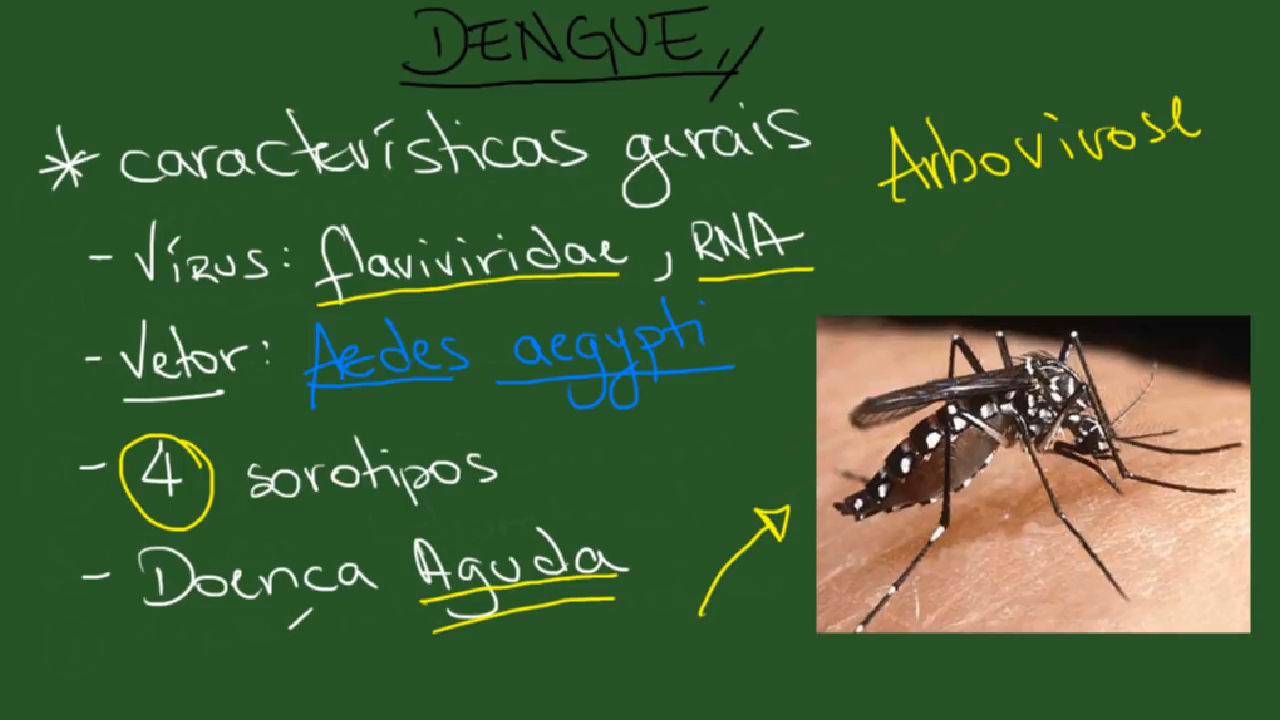 DENGUE //
* características gerais
Arbovirose
- Vírus: flaviviridae, RNA
- Vetor: Aedes aegypti
- 4 sorotipos
- Doença Aguda